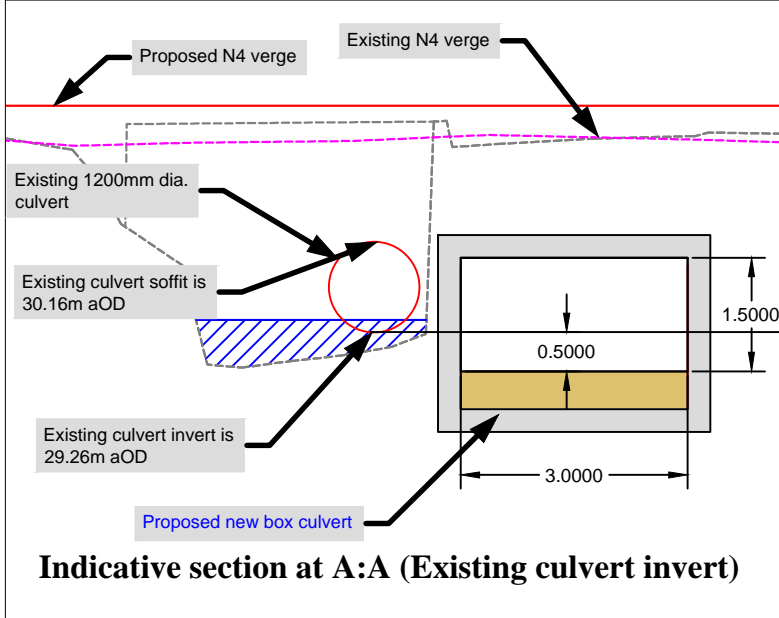 Proposed N4 verge
Existing N4 verge
Existing 1200mm dia.
culvert
Existing culvert soffit is
30.16m aOD
1.5000
0.5000
Existing culvert invert is
29.26m aOD
3.0000
Proposed new box culvert
Indicative section at A:A (Existing culvert invert)